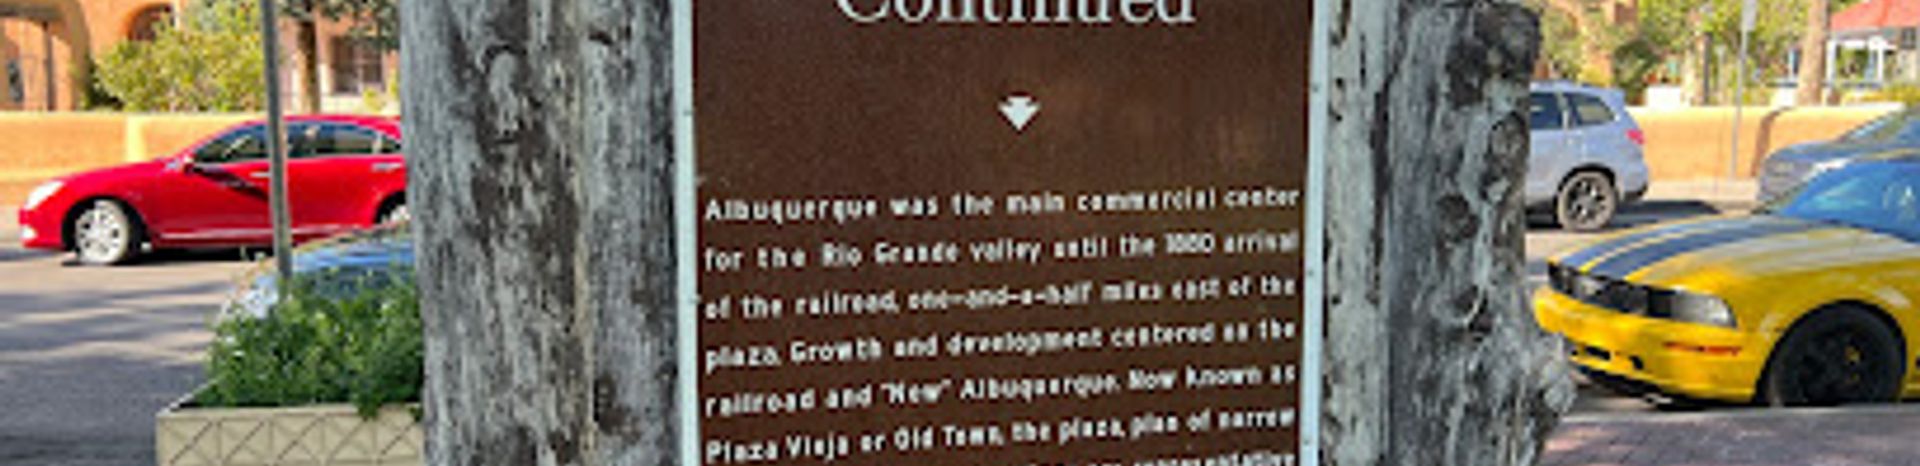 Continued
Albuquerque was the main commercial center
for the Rio Grande valley until the 1880 arrival
of the railroad, one-and-a-half miles east of the
plaza. Growth and development centered on the
railroad and "New" Albuquerque. Now known as
Plaza Vieja or Old Town, the plaza, plan of narrow
representative